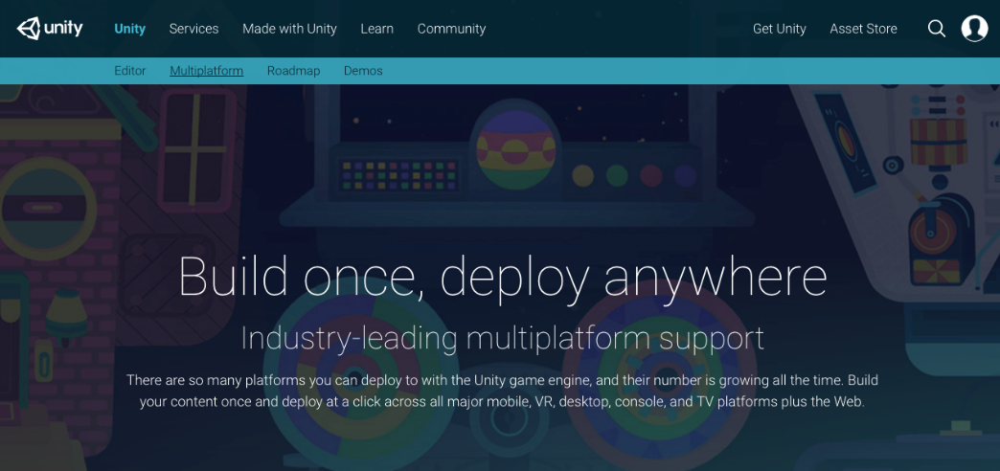 unity Unity Services Made with Unity Learn Community Get Unity Asset Store
Editor Multiplatform Roadmap Demos
Build once, deploy anywhere
Industry-leading multiplatform support
There are so many platforms you can deploy to with the Unity game engine, and their number is growing all the time. Build
your content once and deploy at a click across all major mobile, VR, desktop, console, and TV platforms plus the Web.